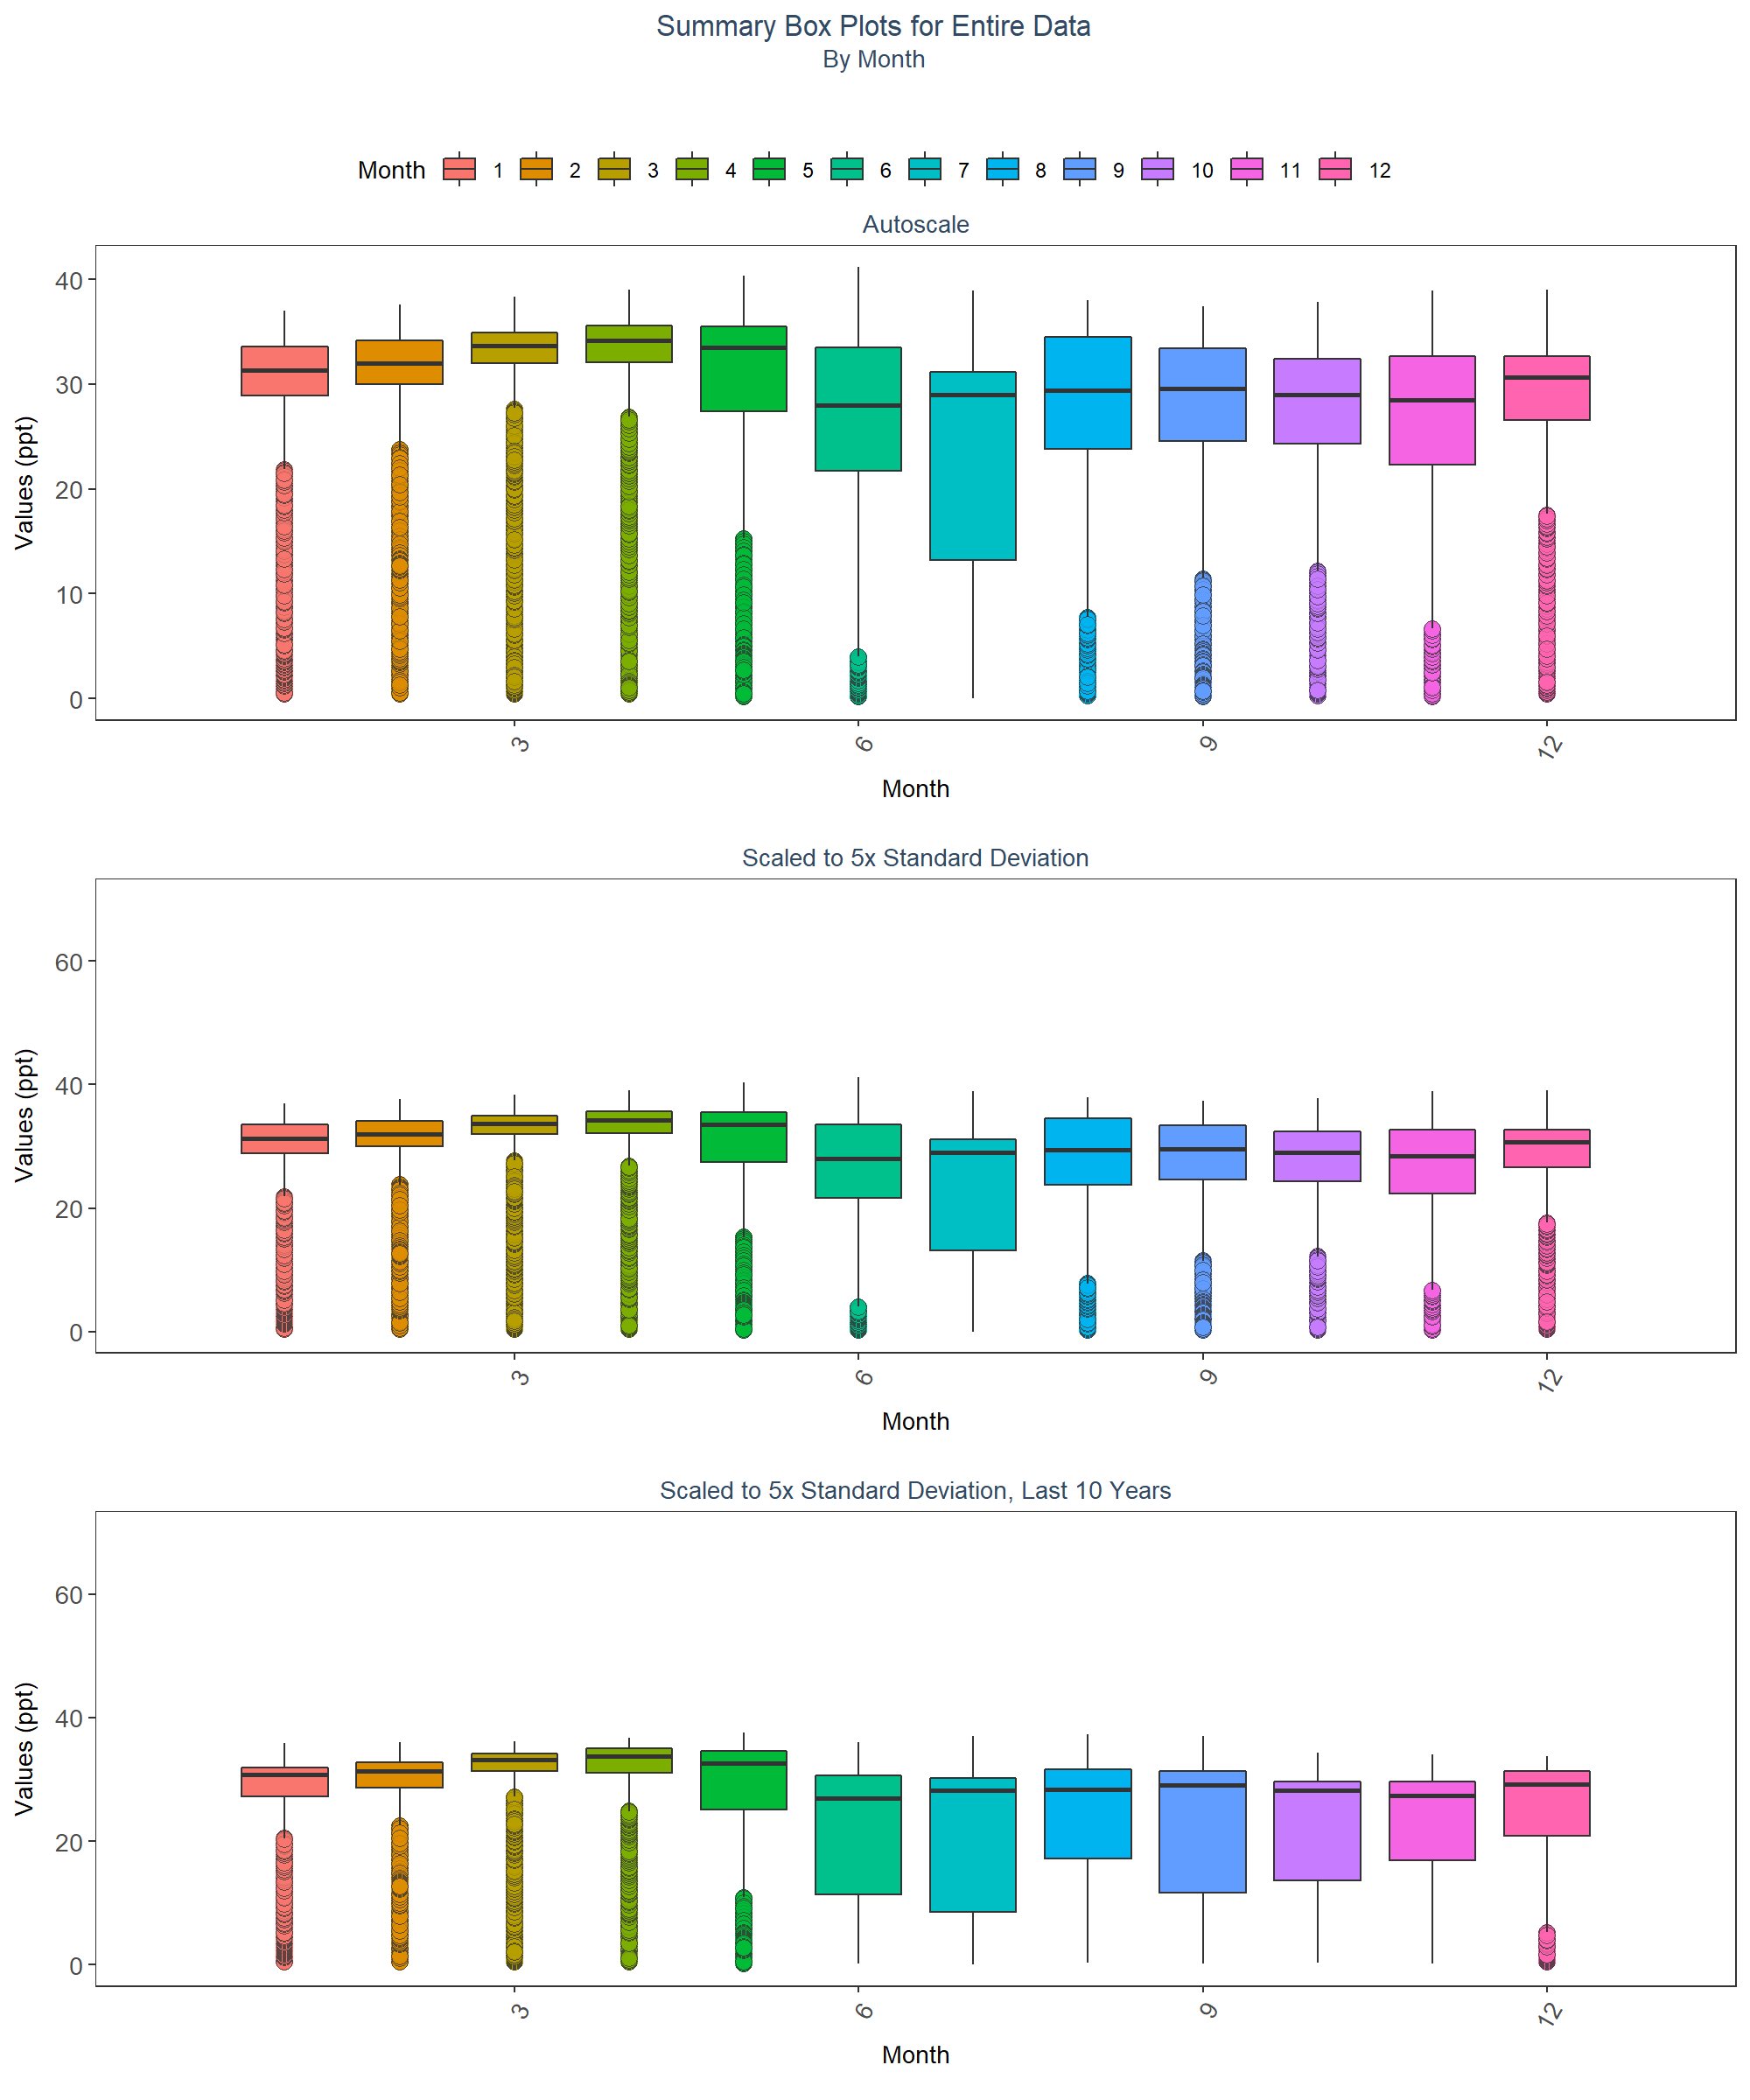 Summary Box Plots for Entire Data
By Month
Month 1 2 3 4 5 6 7 8 9 10 11 12
Autoscale
Values (ppt)
40
30
20
10
0
3 6 9 12
Month
Scaled to 5x Standard Deviation
Values (ppt)
60
40
20
0
3 6 9 12
Month
Scaled to 5x Standard Deviation, Last 10 Years
Values (ppt)
60
40
20
0
3 6 9 12
Month